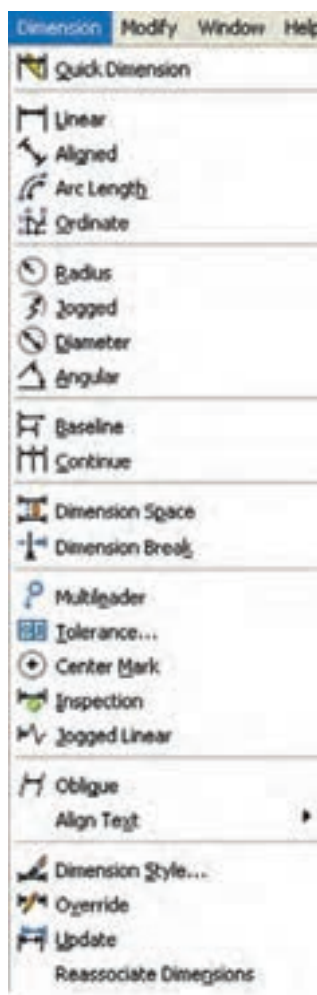 Dimension Modify Window Help
Quick Dimension
Linear
Aligned
Arc Length
Ordinate
Radius
Jogged
Diameter
Angular
Baseline
Continue
Dimension Space
Dimension Break
Multileader
Tolerance...
Center Mark
Inspection
Jogged Linear
Oblique
Align Text
Dimension Style...
Override
Update
Reassociate Dimensions